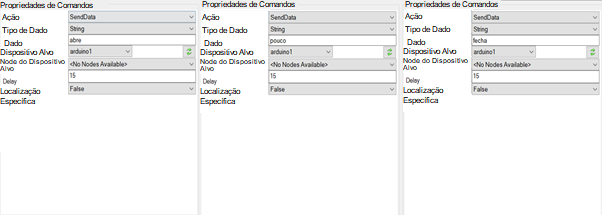 Propriedades de Comandos
Ação SendData
Tipo de Dado String
Dado abre
Dispositivo Alvo arduino1
Node do Dispositivo Alvo <No Nodes Available>
Delay 15
Localização Específica False
Propriedades de Comandos
Ação SendData
Tipo de Dado String
Dado pouco
Dispositivo Alvo arduino1
Node do Dispositivo Alvo <No Nodes Available>
Delay 15
Localização Específica False
Propriedades de Comandos
Ação SendData
Tipo de Dado String
Dado fecha
Dispositivo Alvo arduino1
Node do Dispositivo Alvo <No Nodes Available>
Delay 15
Localização Específica False